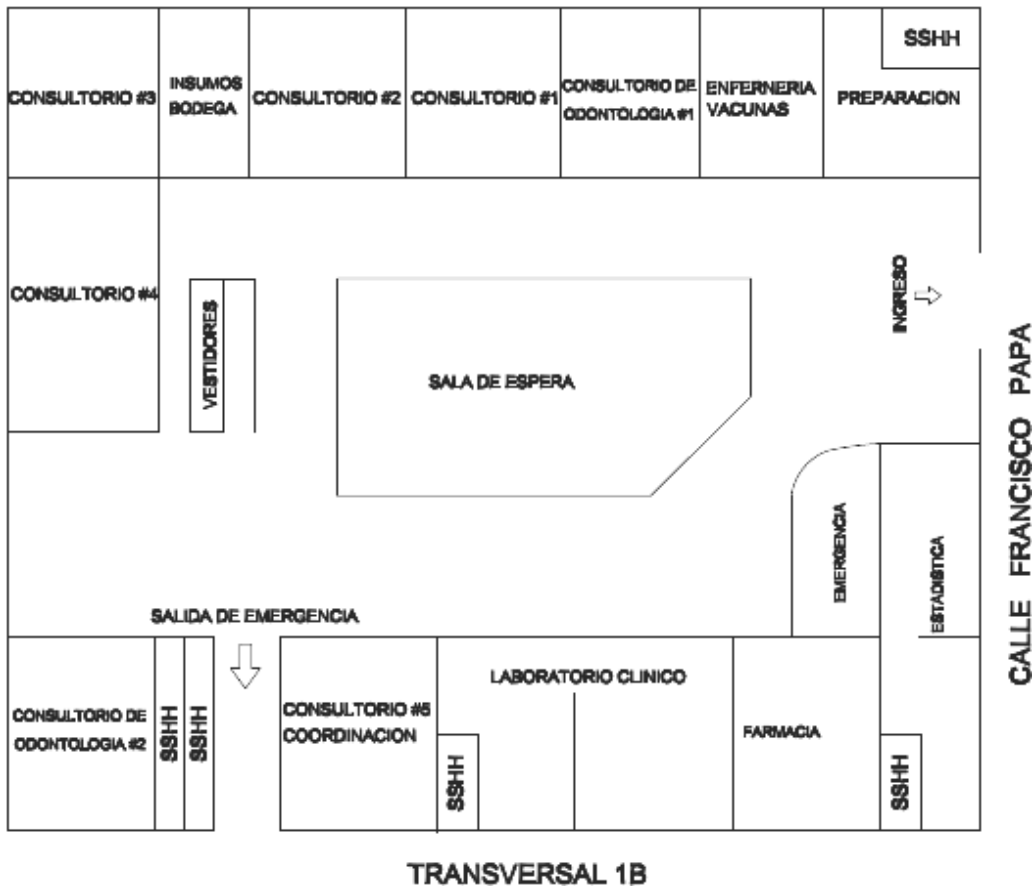 SSHH
CONSULTORIO #3
INSUMOS
BODEGA
CONSULTORIO #2
CONSULTORIO #1
CONSULTORIO DE
ODONTOLOGIA #1
ENFERNERIA
VACUNAS
PREPARACION
CONSULTORIO #4
VESTIDORES
SALA DE ESPERA
INGRESO
CALLE FRANCISCO PAPA
EMERGENCIA
ESTADISTICA
SALIDA DE EMERGENCIA
CONSULTORIO DE
ODONTOLOGIA #2
SSHH
SSHH
CONSULTORIO #5
COORDINACION
LABORATORIO CLINICO
SSHH
FARMACIA
SSHH
TRANSVERSAL 1B